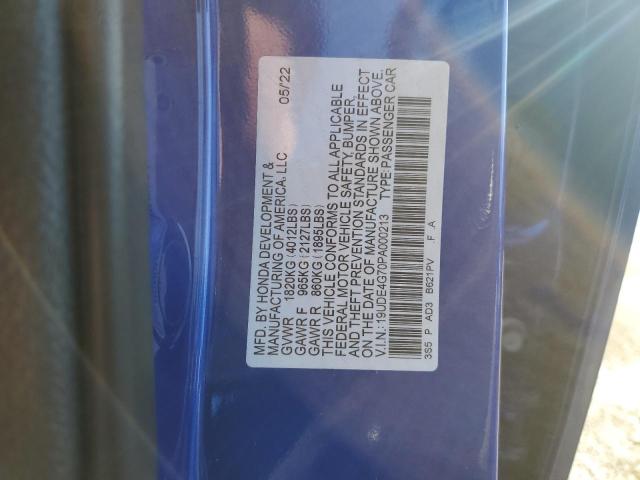 MFD. BY HONDA DEVELOPMENT & 05/22
MANUFACTURING OF AMERICA, LLC
GVWR 1820KG (4012LBS)
GAWR F 965KG (2127LBS)
GAWR R 860KG (1895LBS)
THIS VEHICLE CONFORMS TO ALL APPLICABLE
FEDERAL MOTOR VEHICLE SAFETY, BUMPER,
AND THEFT PREVENTION STANDARDS IN EFFECT
ON THE DATE OF MANUFACTURE SHOWN ABOVE.
V.I.N.:19UDE4G70PA000213 TYPE:PASSENGER CAR
3S5 P AD3 B621PV F A